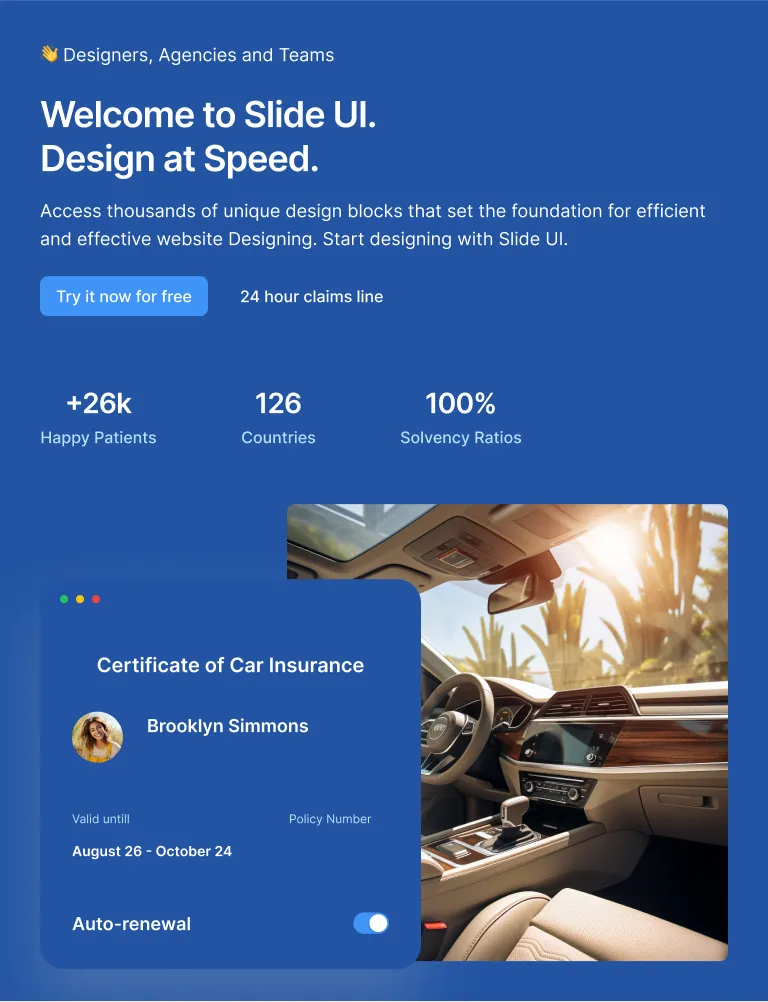 👋 Designers, Agencies and Teams
Welcome to Slide UI.
Design at Speed.
Access thousands of unique design blocks that set the foundation for efficient
and effective website Designing. Start designing with Slide UI.
Try it now for free
24 hour claims line
+26k
Happy Patients
126
Countries
100%
Solvency Ratios
Certificate of Car Insurance
Brooklyn Simmons
Valid untill
Policy Number
August 26 - October 24
Auto-renewal